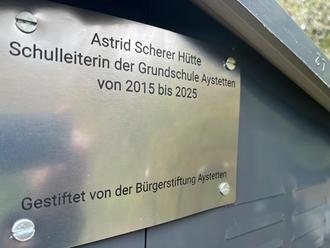 Astrid Scherer Hütte
Schulleiterin der Grundschule Aystetten
von 2015 bis 2025
Gestiftet von der Bürgerstiftung Aystetten